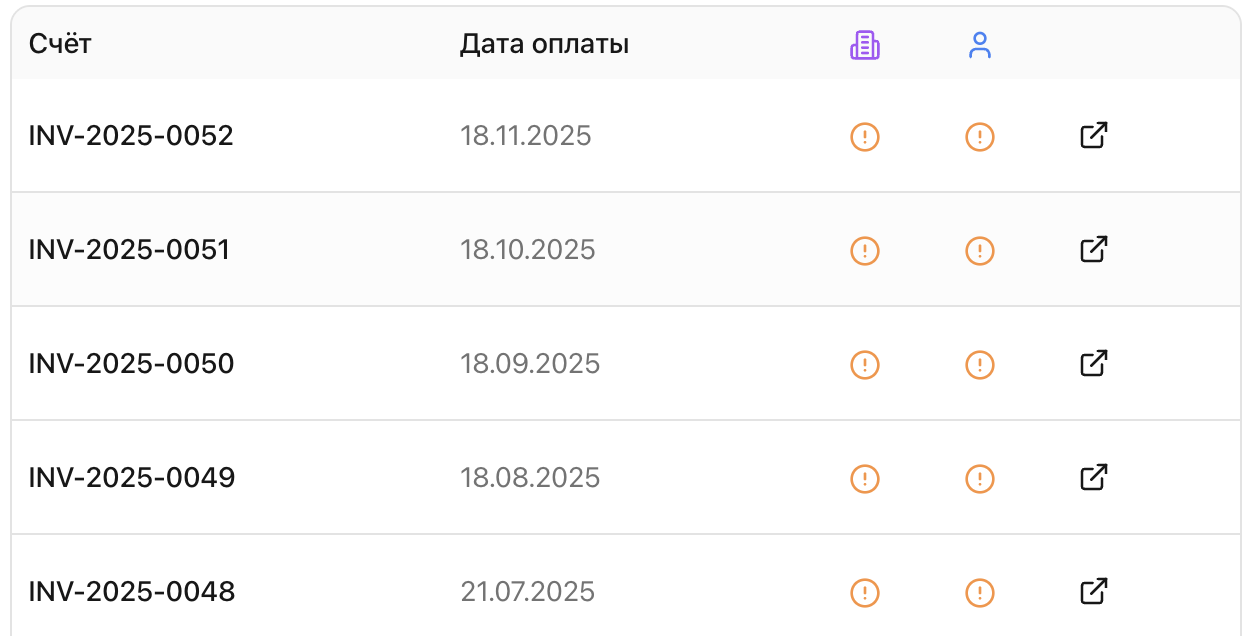 Счёт Дата оплаты
INV-2025-0052 18.11.2025
INV-2025-0051 18.10.2025
INV-2025-0050 18.09.2025
INV-2025-0049 18.08.2025
INV-2025-0048 21.07.2025